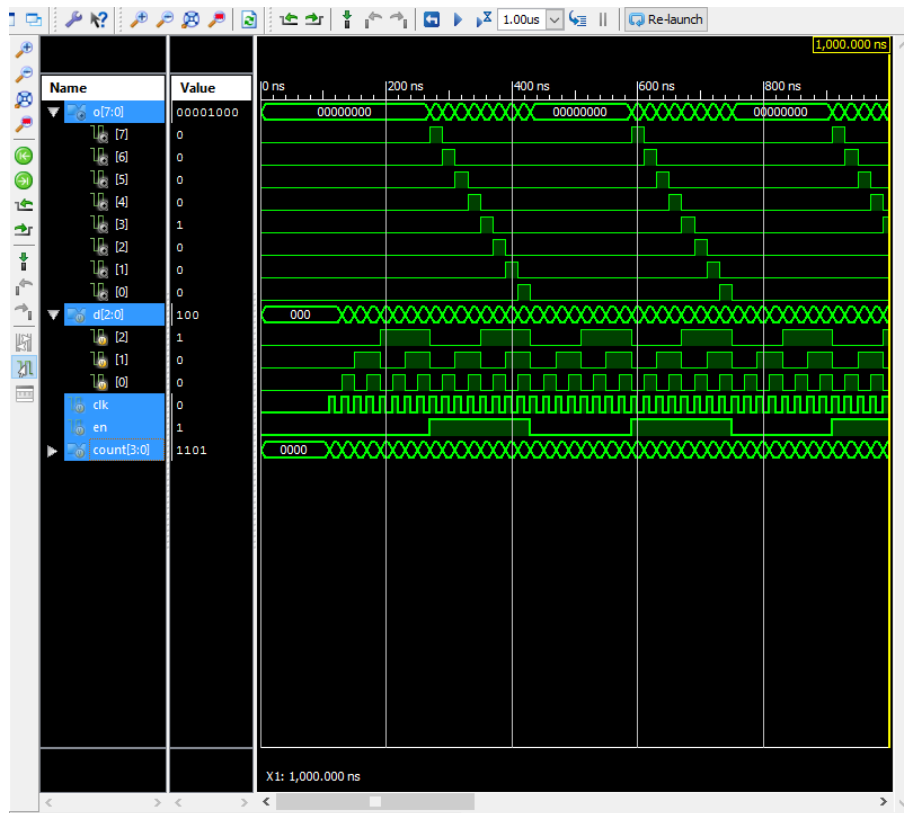 1.00us Re-launch
1,000.000 ns
Name Value 0 ns 200 ns 400 ns 600 ns 800 ns
o[7:0] 00001000 00000000 00000000 00000000
[7] 0
[6] 0
[5] 0
[4] 0
[3] 1
[2] 0
[1] 0
[0] 0
d[2:0] 100 000
[2] 1
[1] 0
[0] 0
clk 0
en 1
count[3:0] 1101 0000
X1: 1,000.000 ns